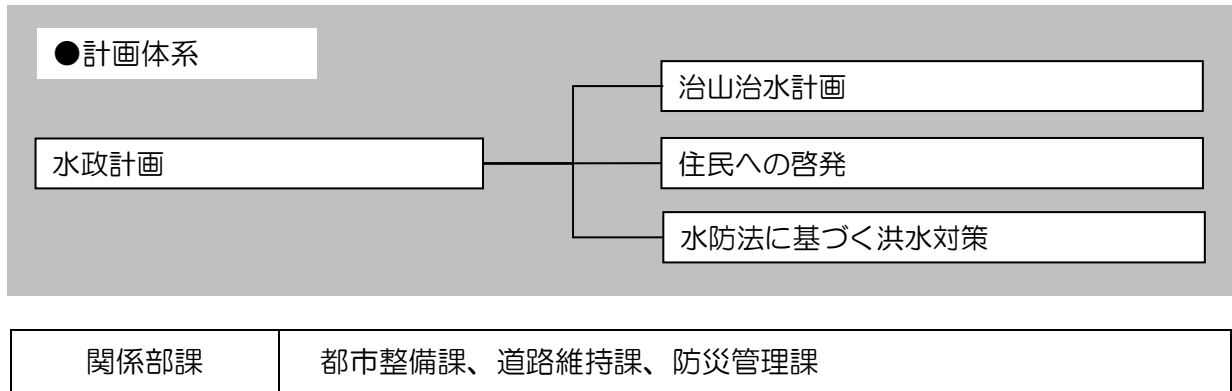 ●計画体系
治山治水計画
水政計画
住民への啓発
水防法に基づく洪水対策
関係部課 都市整備課、道路維持課、防災管理課